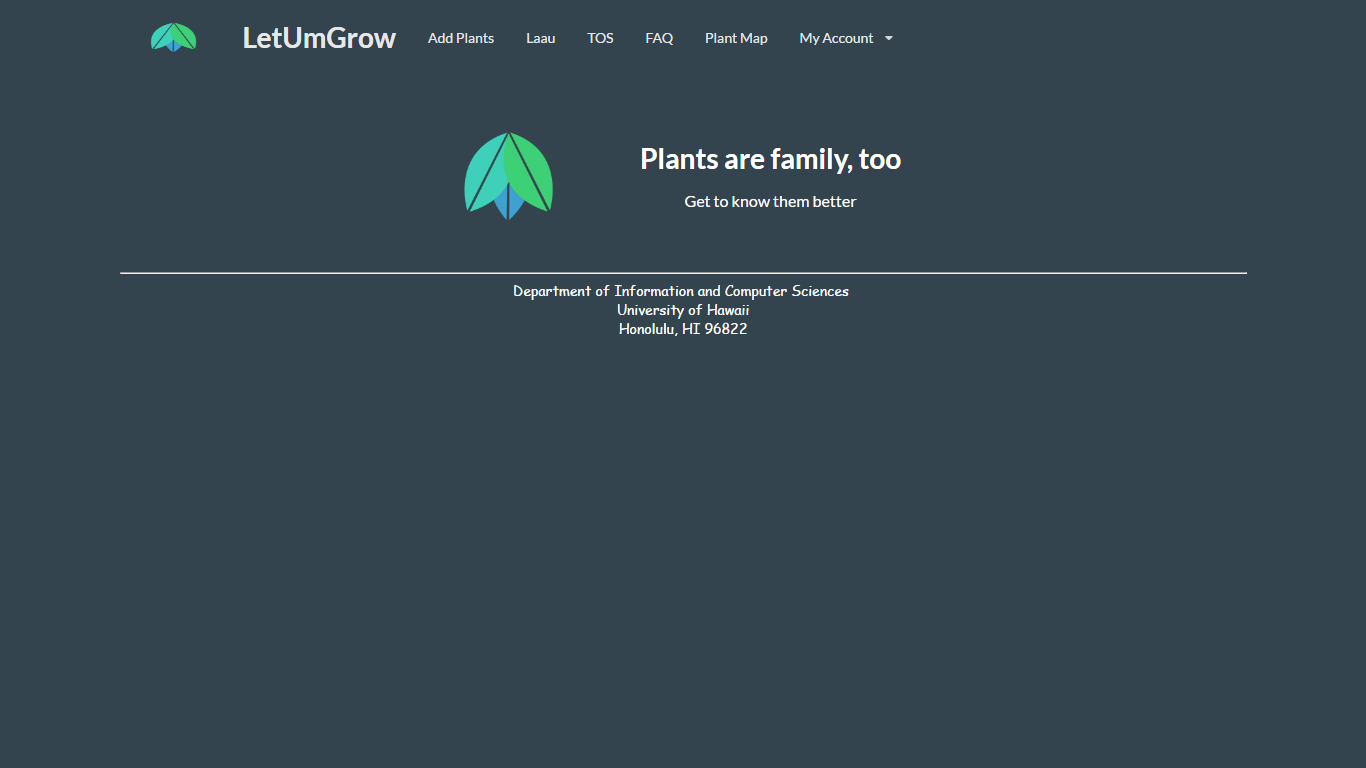 LetUmGrow Add Plants Laau TOS FAQ Plant Map My Account
Plants are family, too
Get to know them better
Department of Information and Computer Sciences
University of Hawaii
Honolulu, HI 96822